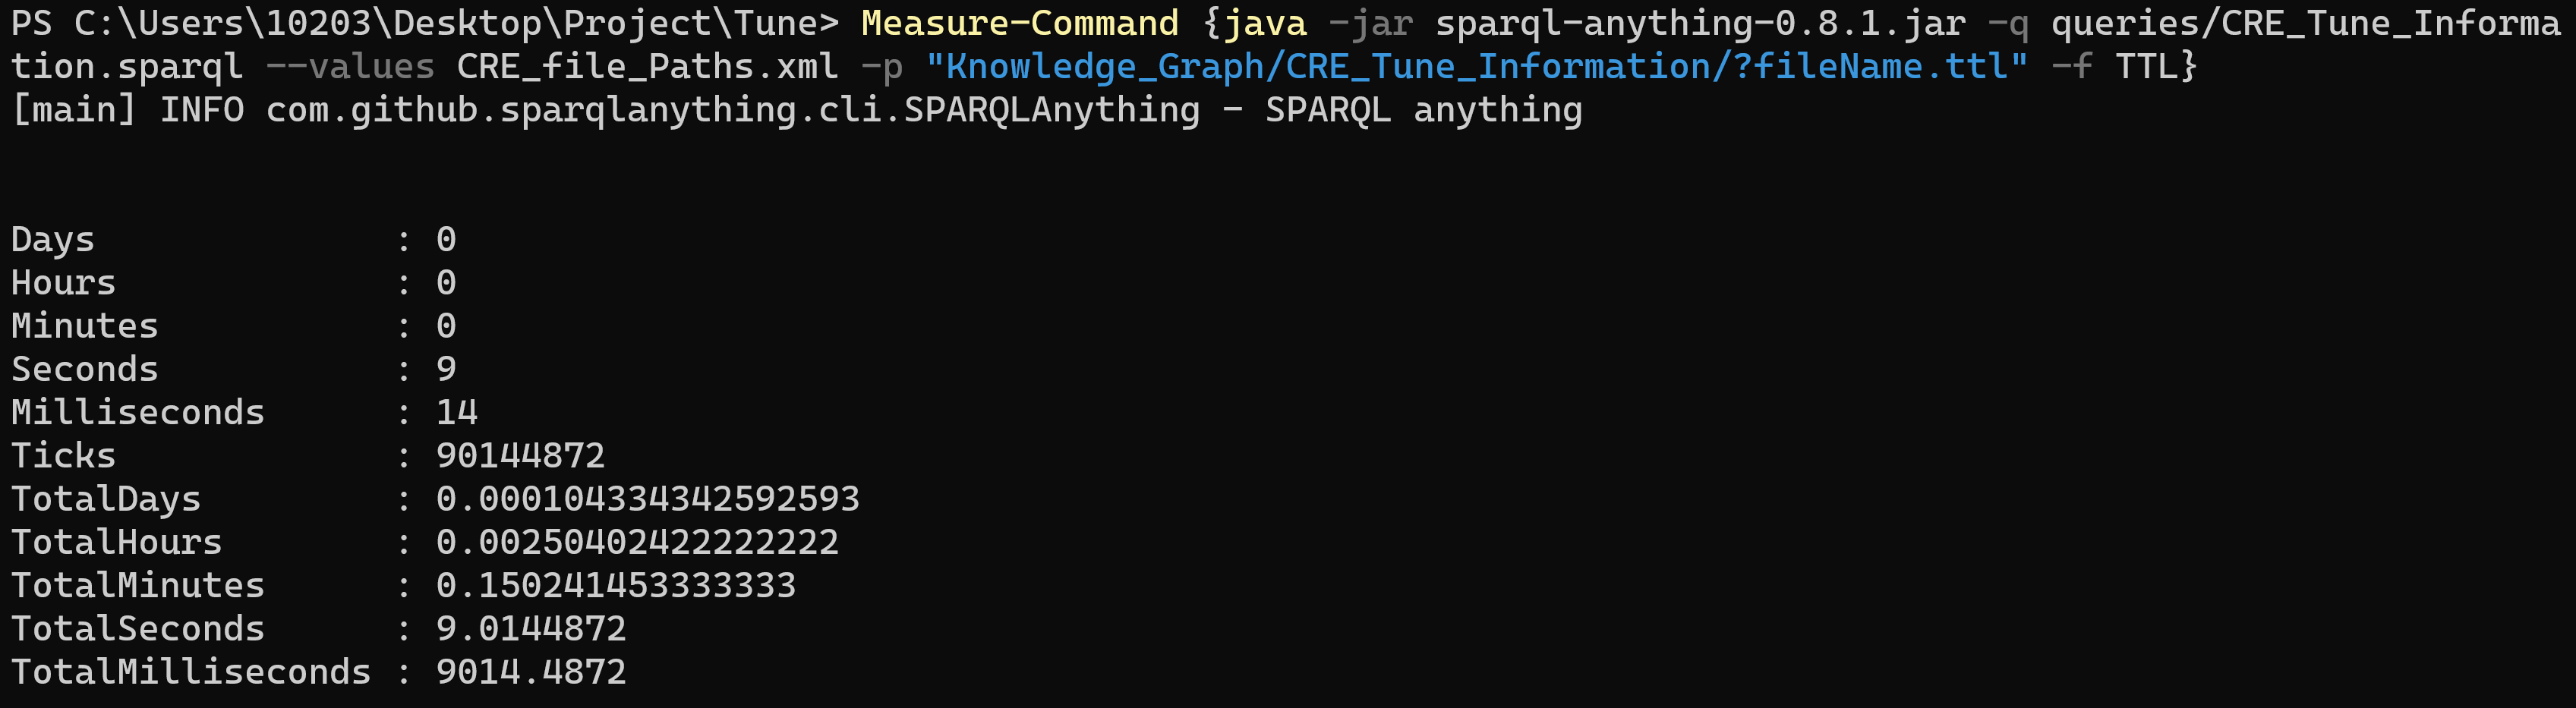 PS C:\Users\10203\Desktop\Project\Tune> Measure-Command {java -jar sparql-anything-0.8.1.jar -q queries/CRE_Tune_Informa
tion.sparql --values CRE_file_Paths.xml -p "Knowledge_Graph/CRE_Tune_Information/?fileName.ttl" -f TTL}
[main] INFO com.github.sparqlanything.cli.SPARQLAnything - SPARQL anything
Days              : 0
Hours             : 0
Minutes           : 0
Seconds           : 9
Milliseconds      : 14
Ticks             : 90144872
TotalDays         : 0.000104334342592593
TotalHours        : 0.00250402422222222
TotalMinutes      : 0.150241453333333
TotalSeconds      : 9.0144872
TotalMilliseconds : 9014.4872